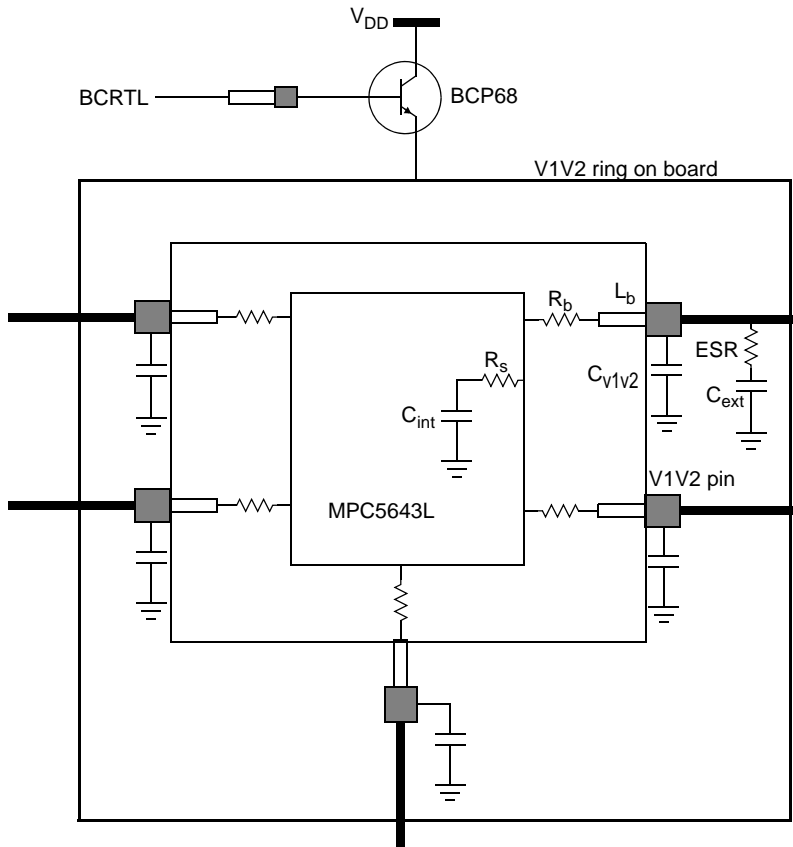 VDD
BCRTL
BCP68
V1V2 ring on board
Rb
Lb
ESR
Rs
Cv1v2
Cext
Cint
V1V2 pin
MPC5643L